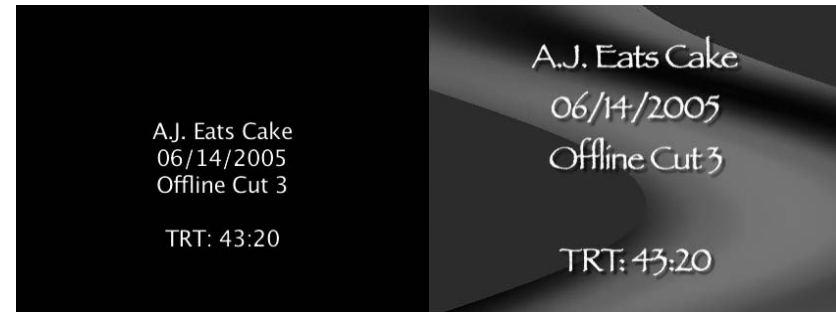 A.J. Eats Cake
06/14/2005
Offline Cut 3
TRT: 43:20
A.J. Eats Cake
06/14/2005
Offline Cut 3
TRT: 43:20